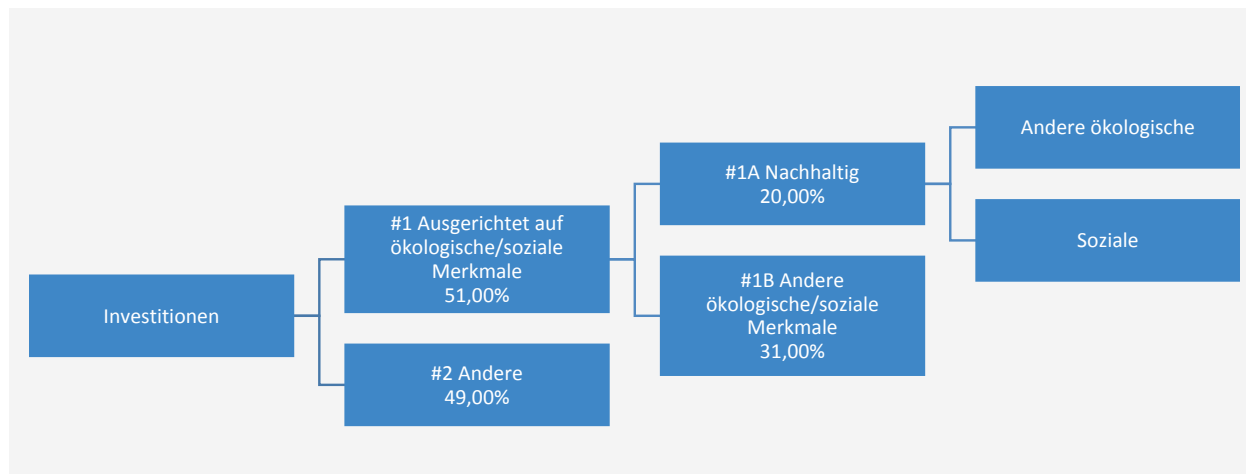 Investitionen
#1 Ausgerichtet auf
ökologische/soziale
Merkmale
51,00%
#2 Andere
49,00%
#1A Nachhaltig
20,00%
#1B Andere
ökologische/soziale
Merkmale
31,00%
Andere ökologische
Soziale